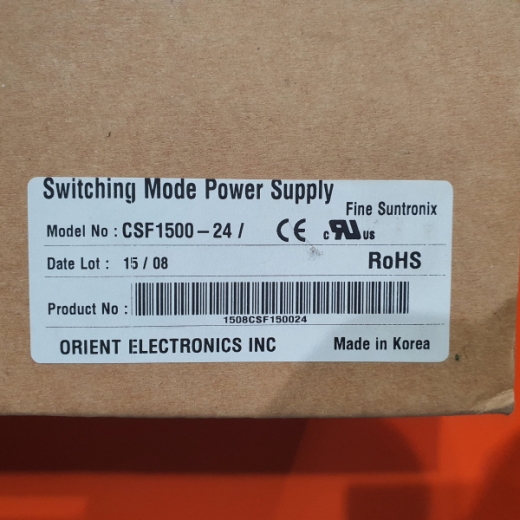 Switching Mode Power Supply
Fine Suntronix
Model No : CSF1500-24 / CE c RU us
Date Lot : 15 / 08 RoHS
Product No :
1508CSF150024
ORIENT ELECTRONICS INC Made in Korea